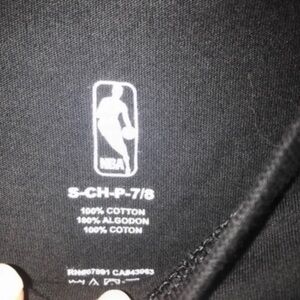 NBA
S-CH-P-7/8
100% COTTON
100% ALGODON
100% COTON